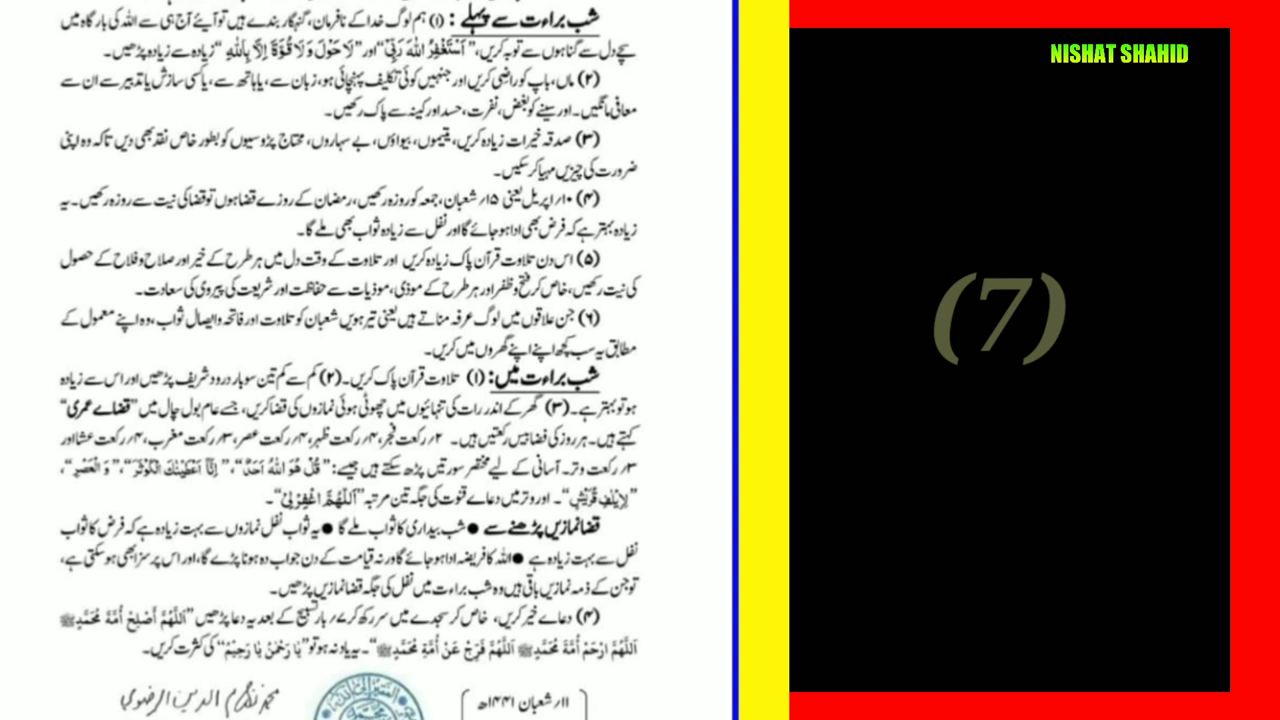 شب براءت سے پہلے : (۱) ہم لوگ خدا کے نافرمان، گنہگار بندے ہیں تو آیئے آج ہی سے اللہ کی بارگاہ میں
سچے دل سے گناہوں سے توبہ کریں، ”اَسْتَغْفِرُ اللّٰهَ رَبِّیْ“ اور ”لَا حَوْلَ وَلَا قُوَّةَ اِلَّا بِاللّٰهِ“ زیادہ سے زیادہ پڑھیں۔
(۲) ماں، باپ کو راضی کریں اور جنہیں کوئی تکلیف پہنچائی ہو، زبان سے، یا ہاتھ سے، یا کسی سازش یا تدبیر سے ان سے
معافی مانگیں۔ اور سینے کو بغض، نفرت، حسد اور کینہ سے پاک رکھیں۔
(۳) صدقہ خیرات زیادہ کریں، یتیموں، بیواؤں، بے سہاروں، محتاج پڑوسیوں کو بطور خاص نقد بھی دیں تاکہ وہ اپنی
ضرورت کی چیزیں مہیا کر سکیں۔
(۴) ۱۰؍اپریل یعنی ۱۵؍شعبان، جمعہ کو روزہ رکھیں، رمضان کے روزے قضا ہوں تو قضا کی نیت سے روزہ رکھیں۔ یہ
زیادہ بہتر ہے کہ فرض بھی ادا ہو جائے گا اور نفل سے زیادہ ثواب بھی ملے گا۔
(۵) اس دن تلاوت قرآن پاک زیادہ کریں اور تلاوت کے وقت دل میں ہر طرح کے خیر اور صلاح و فلاح کے حصول
کی نیت رکھیں، خاص کر فتح و ظفر اور ہر طرح کے موذی، موذیات سے حفاظت اور شریعت کی پیروی کی سعادت۔
(۶) جن علاقوں میں لوگ عرفہ مناتے ہیں یعنی تیرہویں شعبان کو تلاوت اور فاتحہ و ایصال ثواب، وہ اپنے معمول کے
مطابق یہ سب کچھ اپنے اپنے گھروں میں کریں۔
شب براءت میں : (۱) تلاوت قرآن پاک کریں۔ (۲) کم سے کم تین سو بار درود شریف پڑھیں اور اس سے زیادہ
ہو تو بہتر ہے۔ (۳) گھر کے اندر رات کی تنہائیوں میں چھوٹی ہوئی نمازوں کی قضا کریں، جسے عام بول چال میں ”قضاے عمری“
کہتے ہیں۔ ہر روز کی قضا بیس رکعتیں ہیں۔ ۲؍رکعت فجر، ۴؍رکعت ظہر، ۴؍رکعت عصر، ۳؍رکعت مغرب، ۴؍رکعت عشا اور
۳؍رکعت وتر۔ آسانی کے لیے مختصر سورتیں پڑھ سکتے ہیں جیسے: ”قُلْ هُوَ اللّٰهُ اَحَدٌ“، ”اِنَّاۤ اَعْطَیْنٰكَ الْكَوْثَرَ“، ”وَ الْعَصْرِ“،
”لِاِیْلٰفِ قُرَیْشٍ“۔ اور وتر میں دعاے قنوت کی جگہ تین مرتبہ ”اَللّٰهُمَّ اغْفِرْ لِیْ“۔
قضا نمازیں پڑھنے سے ● شب بیداری کا ثواب ملے گا ● یہ ثواب نفل نمازوں سے بہت زیادہ ہے کہ فرض کا ثواب
نفل سے بہت زیادہ ہے ● اللہ کا فریضہ ادا ہو جائے گا ورنہ قیامت کے دن جواب دہ ہونا پڑے گا، اور اس پر سزا بھی ہو سکتی ہے،
تو جن کے ذمہ نمازیں باقی ہیں وہ شب براءت میں نفل کی جگہ قضا نمازیں پڑھیں۔
(۴) دعاے خیر کریں، خاص کر سجدے میں سر رکھ کر ۷؍بار تسبیح کے بعد یہ دعا پڑھیں ”اَللّٰهُمَّ أَصْلِحْ أُمَّةَ مُحَمَّدٍ ﷺ
اَللّٰهُمَّ ارْحَمْ أُمَّةَ مُحَمَّدٍ ﷺ اَللّٰهُمَّ فَرِّجْ عَنْ أُمَّةِ مُحَمَّدٍ ﷺ“۔ یہ یاد نہ ہو تو ”یَا رَحْمٰنُ یَا رَحِیْمُ“ کی کثرت کریں۔
۱۱؍شعبان ۱۴۴۱ھ
NISHAT SHAHID
(7)